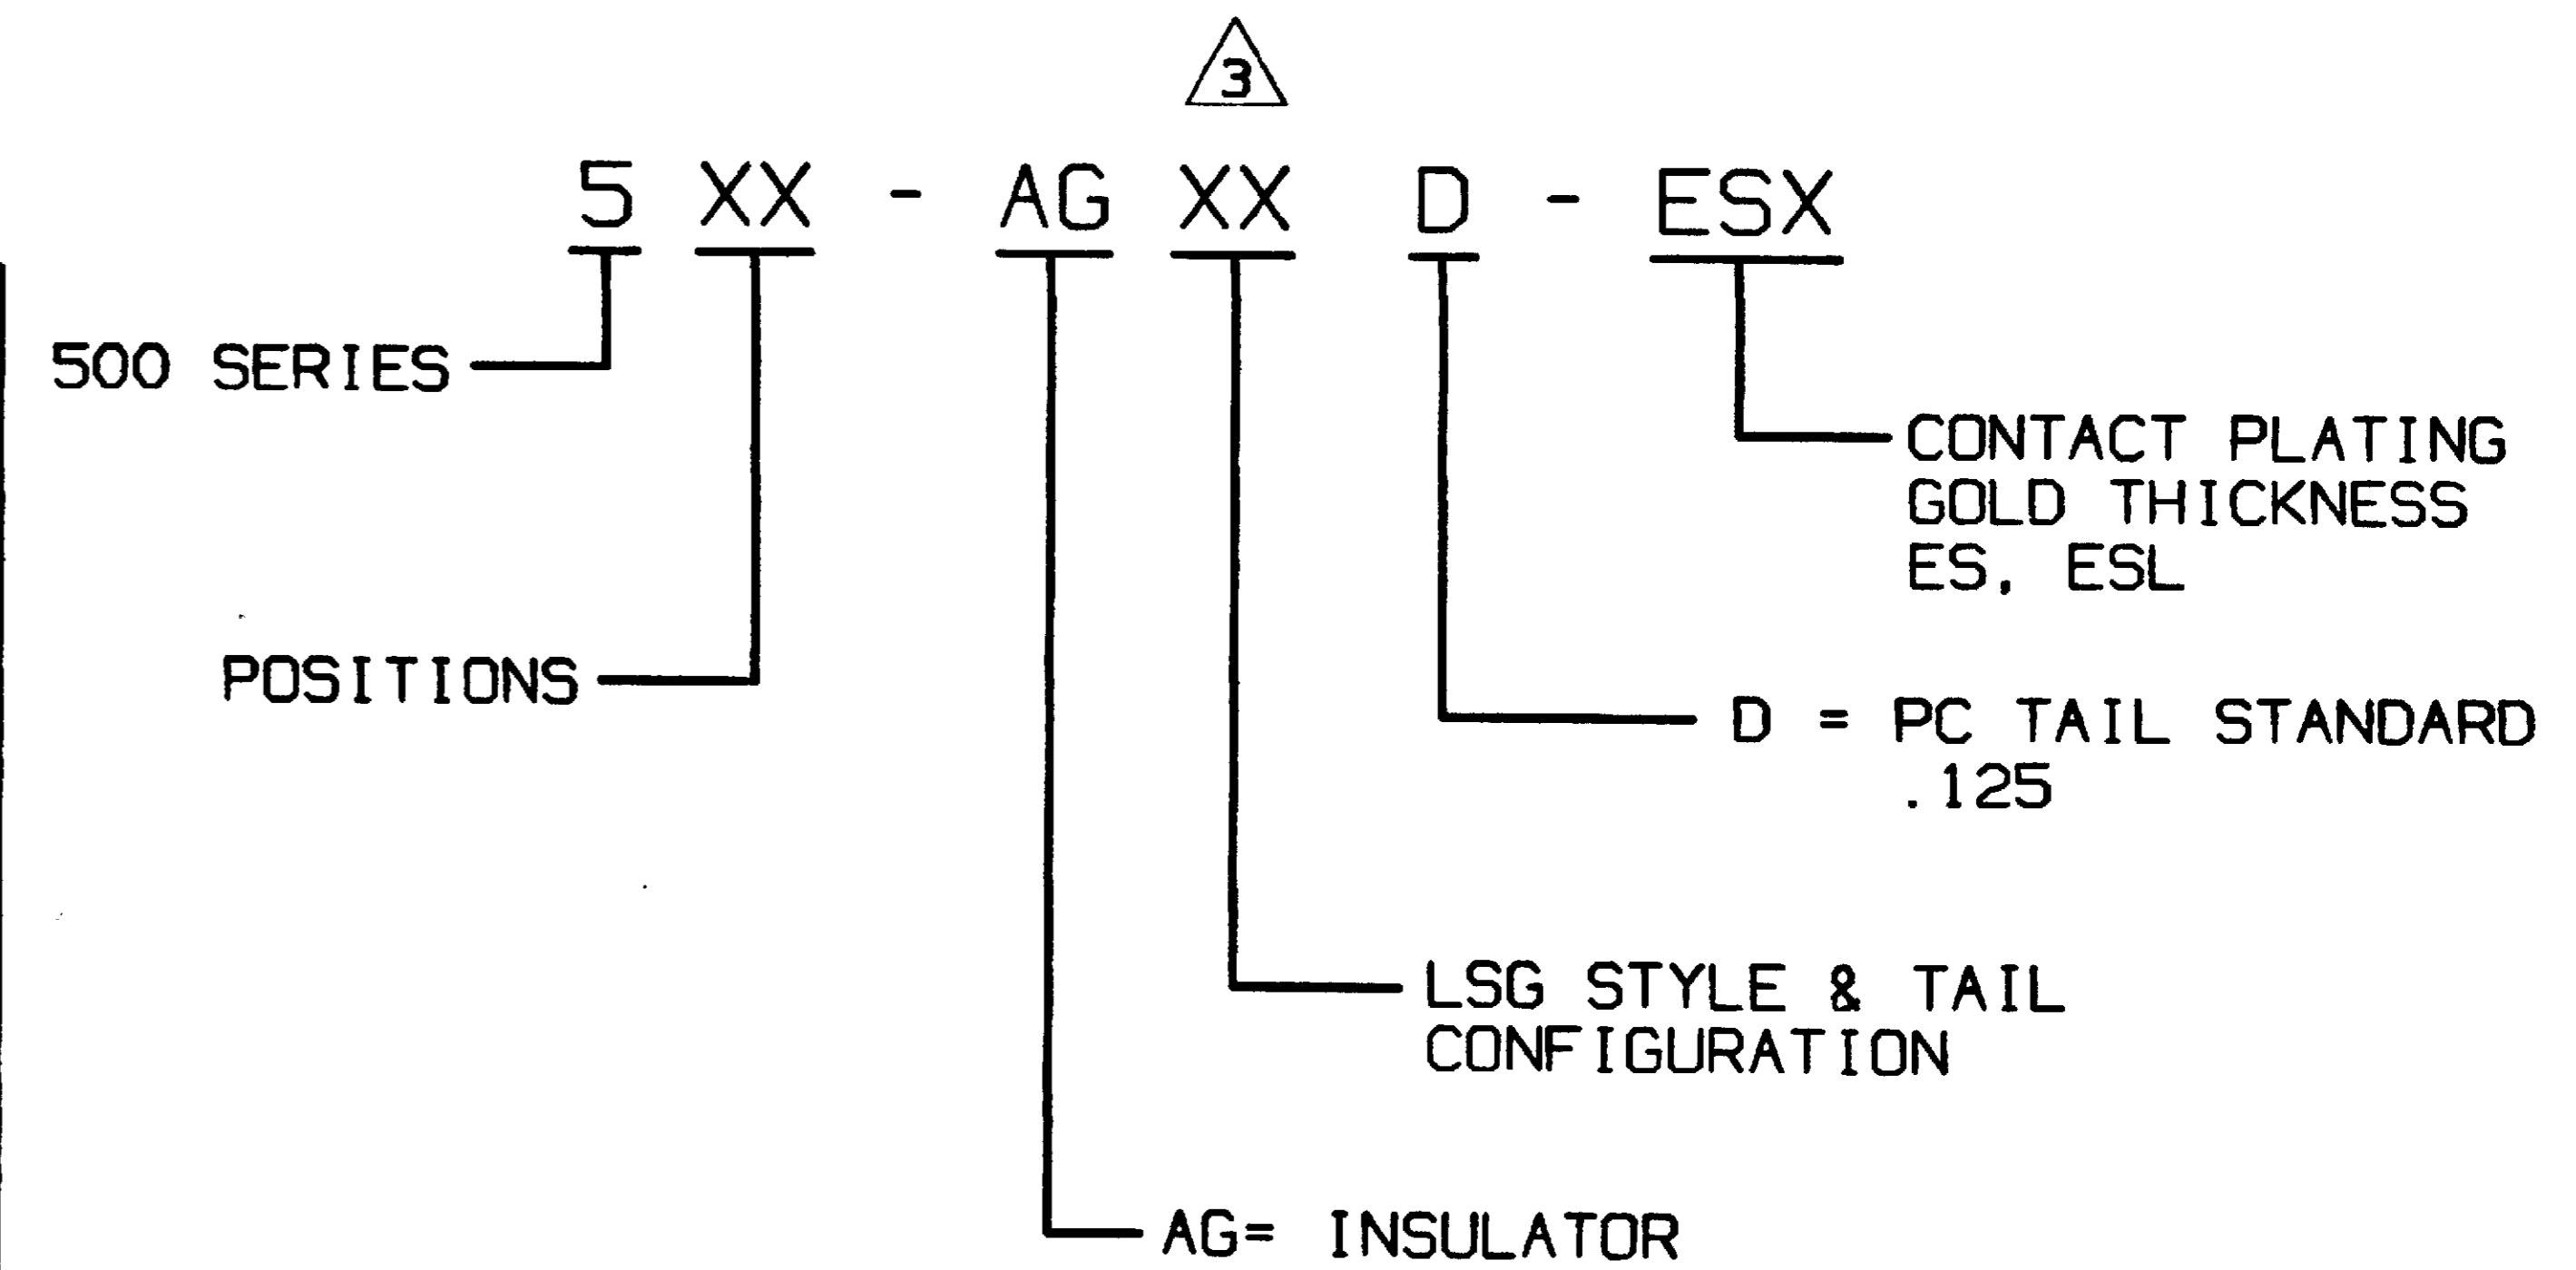 3
5 XX - AG XX D - ESX
500 SERIES
CONTACT PLATING
GOLD THICKNESS
ES, ESL
POSITIONS
D = PC TAIL STANDARD
.125
LSG STYLE & TAIL
CONFIGURATION
AG= INSULATOR